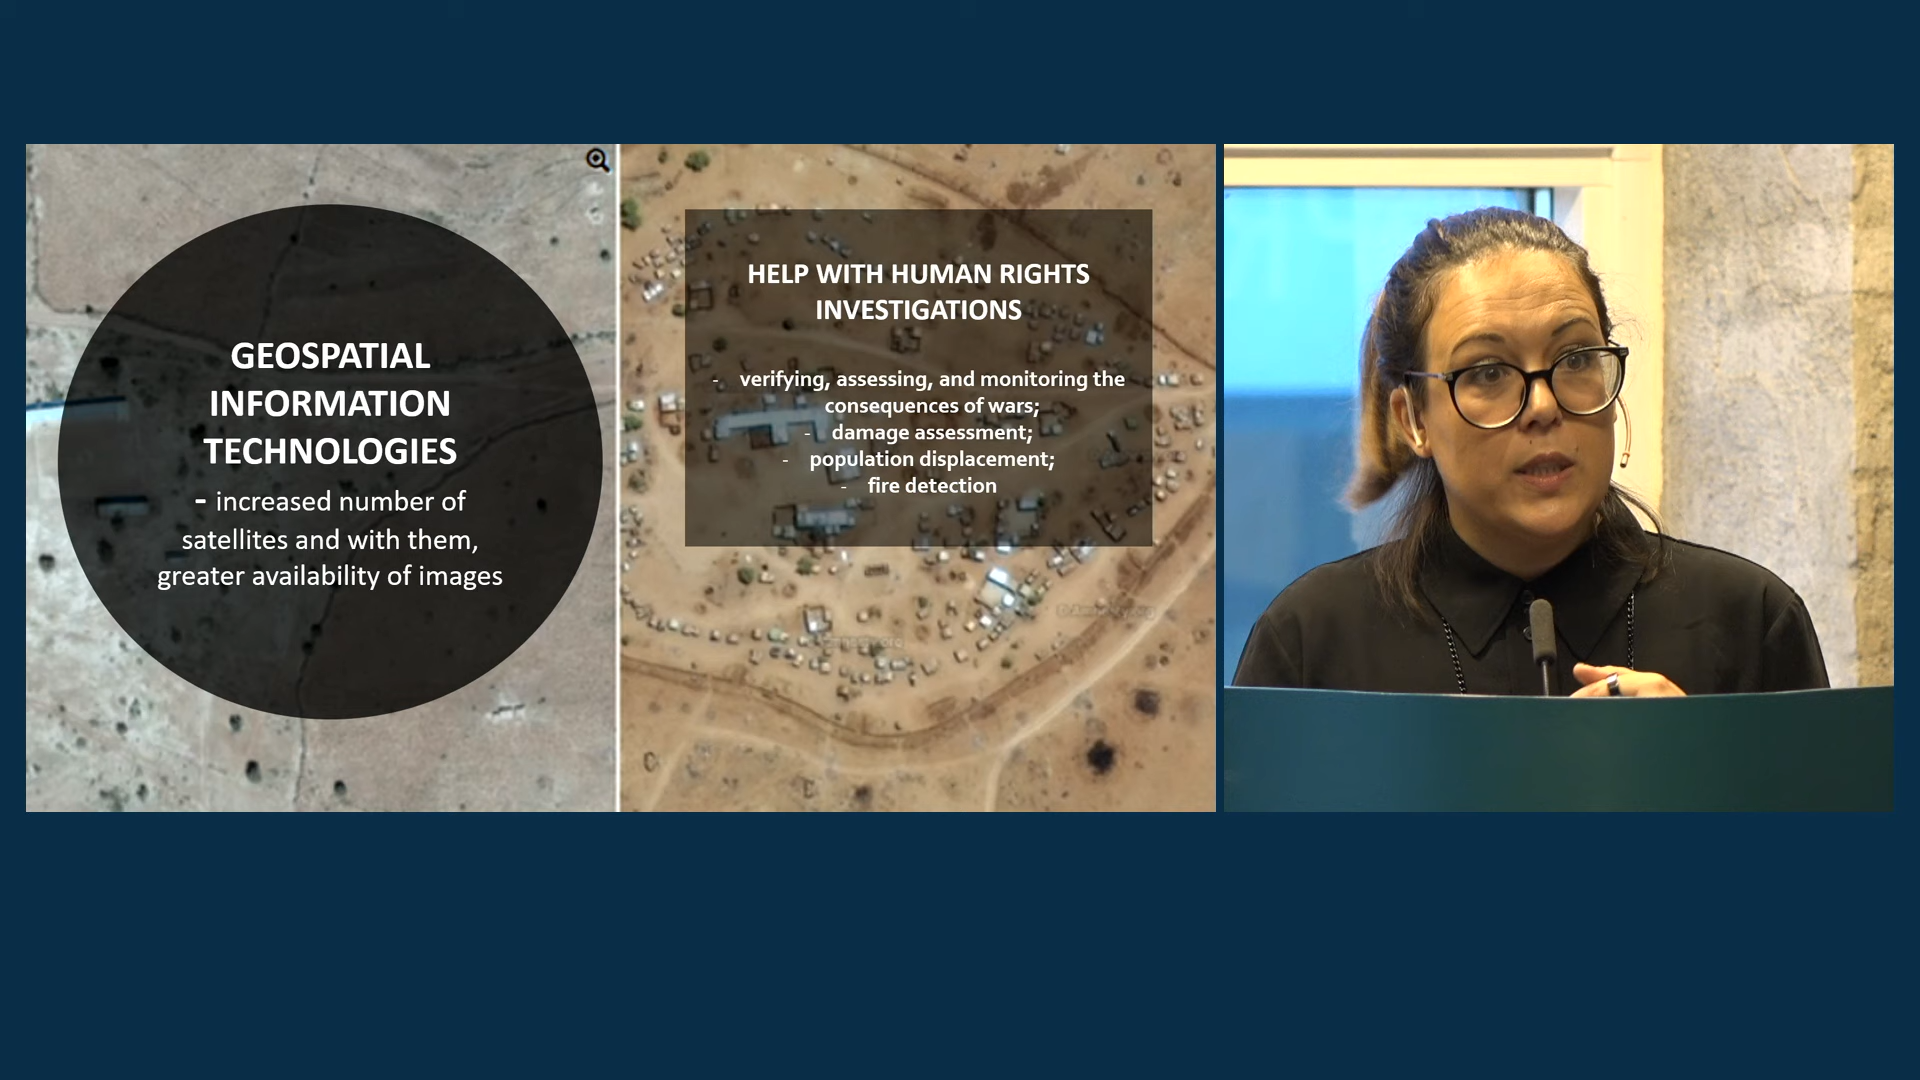 GEOSPATIAL
INFORMATION
TECHNOLOGIES
- increased number of
satellites and with them,
greater availability of images
HELP WITH HUMAN RIGHTS
INVESTIGATIONS
- verifying, assessing, and monitoring the
consequences of wars;
- damage assessment;
- population displacement;
- fire detection